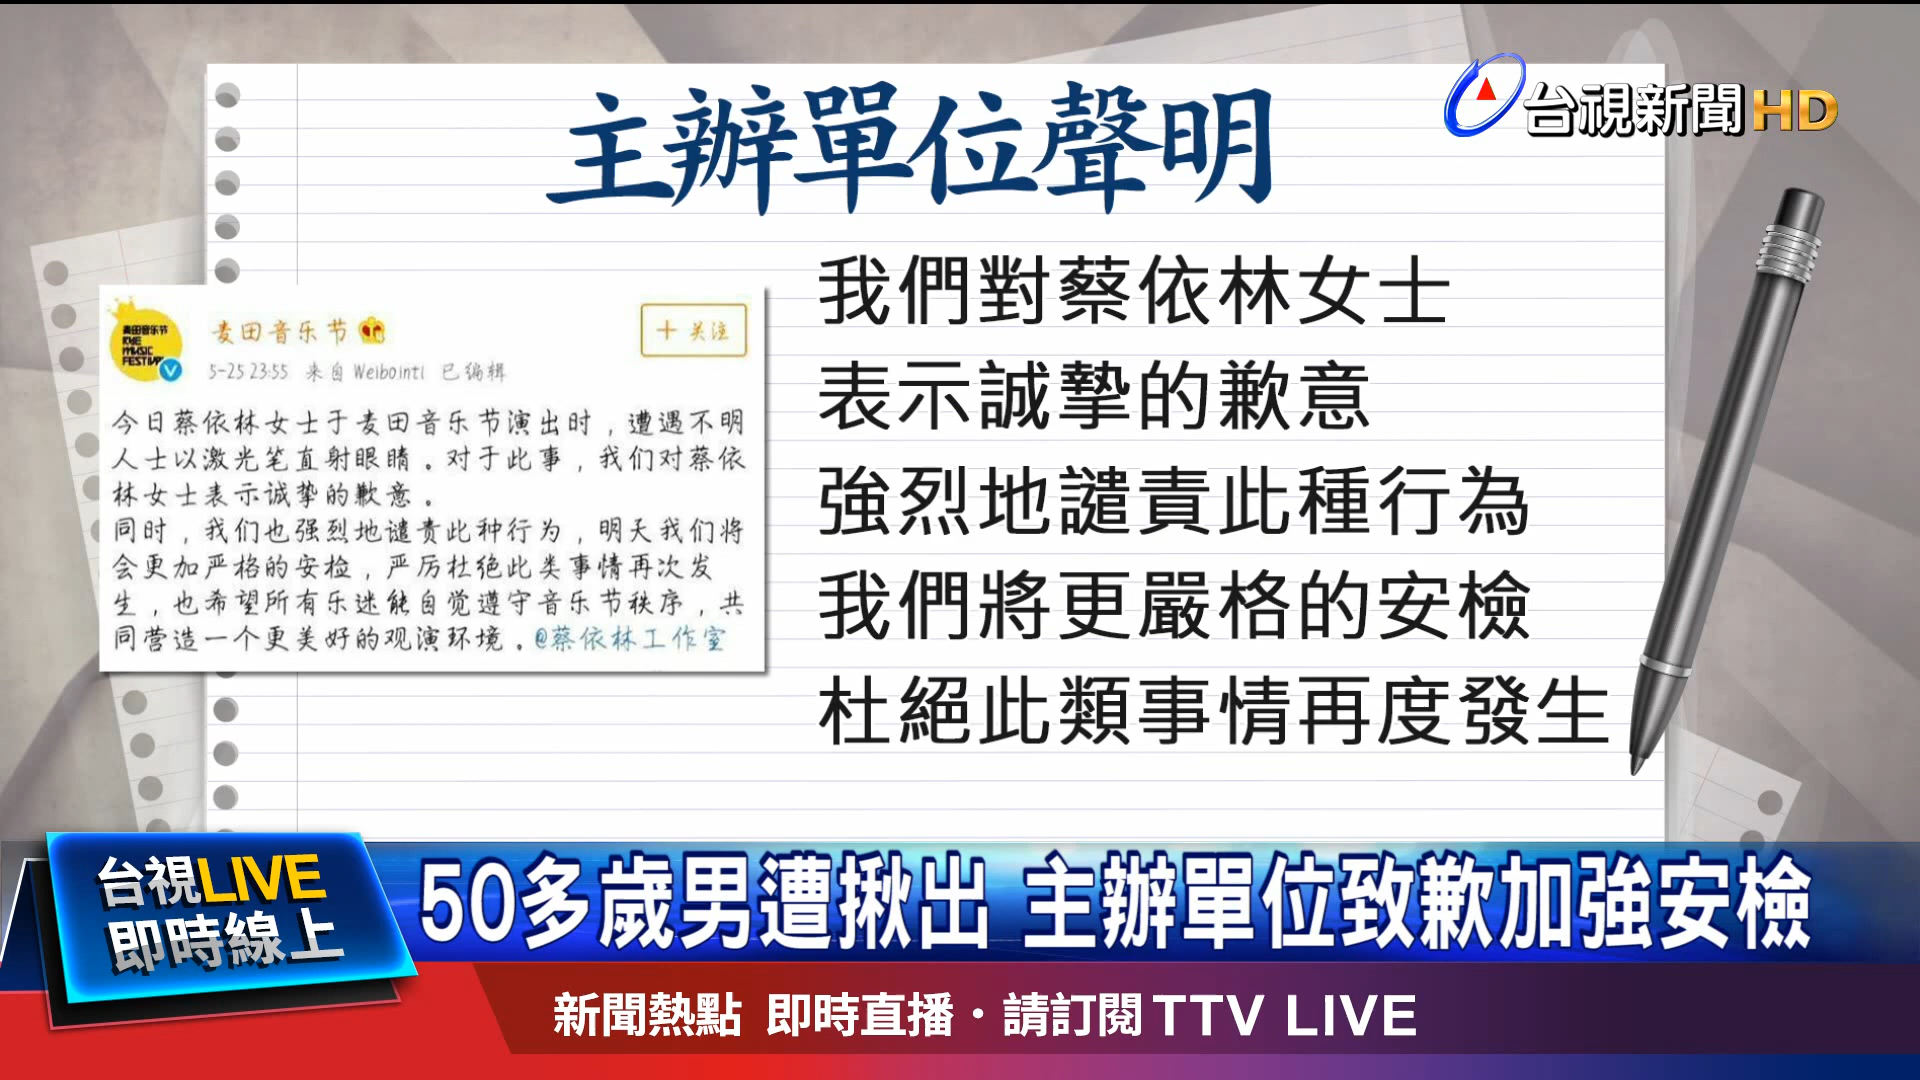 主辦單位聲明
台視新聞HD
麦田音乐节
RYE
MUSIC
FESTIVAL
麦田音乐节
+ 关注
5-25 23:55 来自 Weibointl 已编辑
今日蔡依林女士于麦田音乐节演出时，遭遇不明
人士以激光笔直射眼睛。对于此事，我们对蔡依
林女士表示诚挚的歉意。
同时，我们也强烈地谴责此种行为，明天我们将
会更加严格的安检，严厉杜绝此类事情再次发
生，也希望所有乐迷能自觉遵守音乐节秩序，共
同营造一个更美好的观演环境。@蔡依林工作室
我們對蔡依林女士
表示誠摯的歉意
強烈地譴責此種行為
我們將更嚴格的安檢
杜絕此類事情再度發生
台視LIVE
即時線上
50多歲男遭揪出 主辦單位致歉加強安檢
新聞熱點 即時直播·請訂閱TTV LIVE